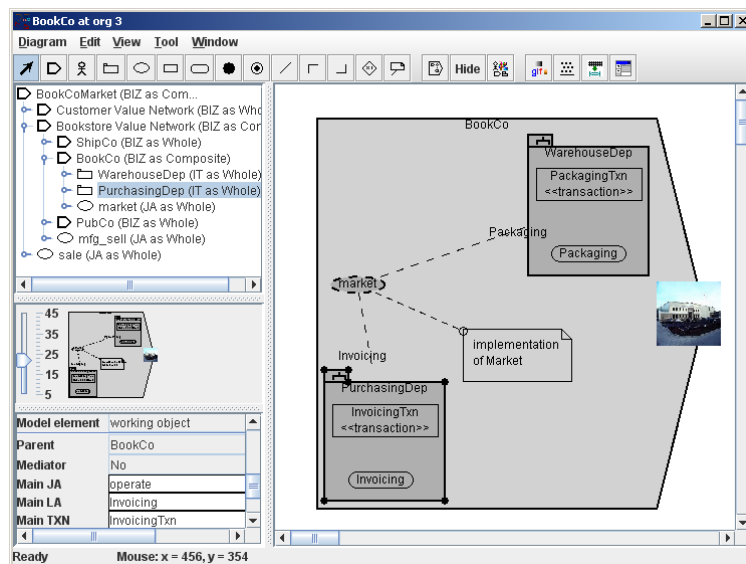 BookCo at org 3
Diagram Edit View Tool Window
Hide
BookCoMarket (BIZ as Com...
Customer Value Network (BIZ as Who
Bookstore Value Network (BIZ as Cor
ShipCo (BIZ as Whole)
BookCo (BIZ as Composite)
WarehouseDep (IT as Whole)
PurchasingDep (IT as Whole)
market (JA as Whole)
PubCo (BIZ as Whole)
mfg_sell (JA as Whole)
sale (JA as Whole)
45
35
25
15
5
Model element working object
Parent BookCo
Mediator No
Main JA operate
Main LA Invoicing
Main TXN InvoicingTxn
BookCo
WarehouseDep
PackagingTxn
<<transaction>>
Packaging
Packaging
market
implementation
of Market
Invoicing
PurchasingDep
InvoicingTxn
<<transaction>>
Invoicing
Ready Mouse: x = 456, y = 354